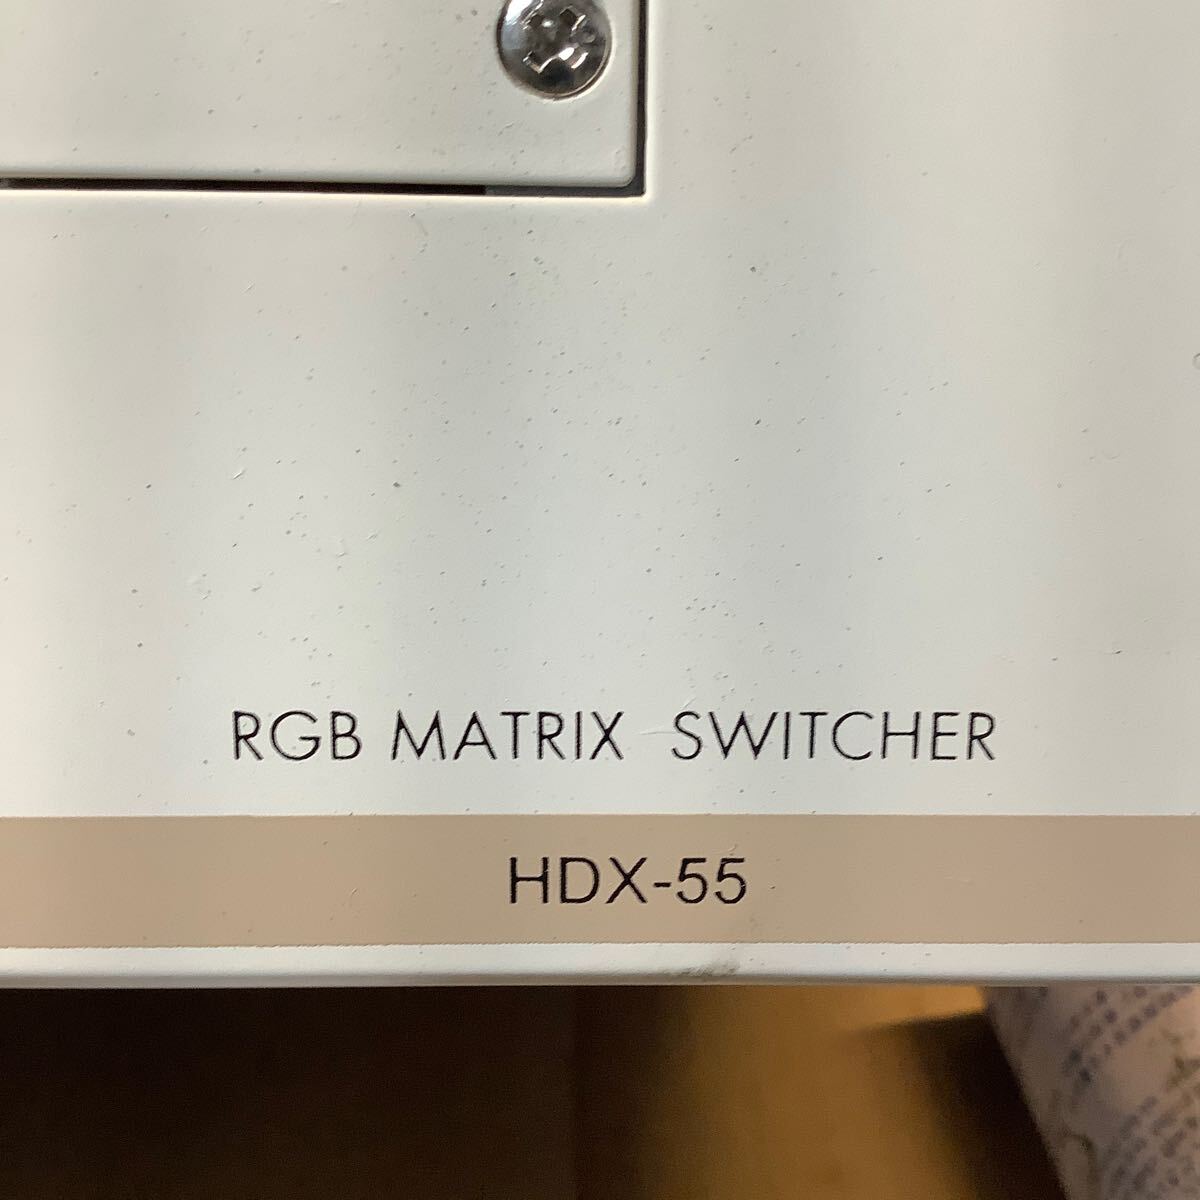 RGB MATRIX SWITCHER
HDX-55